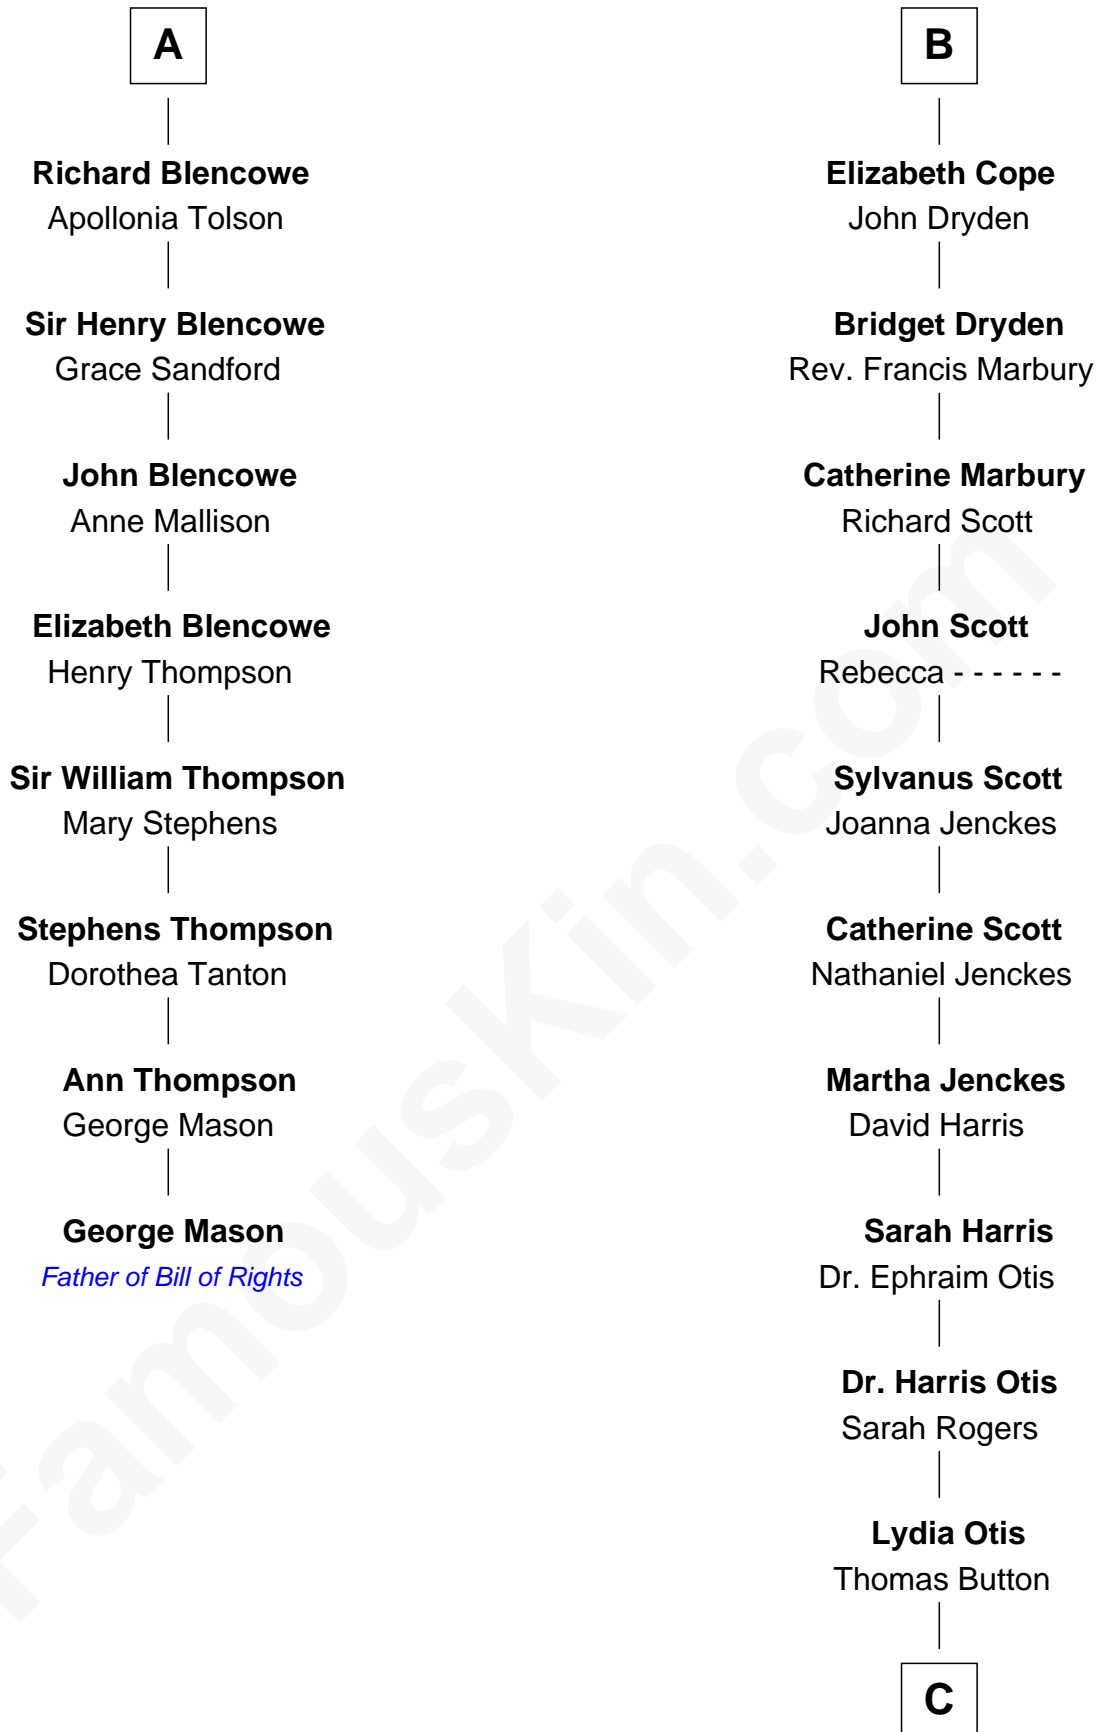 A
Richard Blencowe
Apollonia Tolson
Sir Henry Blencowe
Grace Sandford
John Blencowe
Anne Mallison
Elizabeth Blencowe
Henry Thompson
Sir William Thompson
Mary Stephens
Stephens Thompson
Dorothea Tanton
Ann Thompson
George Mason
George Mason
Father of Bill of Rights
B
Elizabeth Cope
John Dryden
Bridget Dryden
Rev. Francis Marbury
Catherine Marbury
Richard Scott
John Scott
Rebecca - - - - - -
Sylvanus Scott
Joanna Jenckes
Catherine Scott
Nathaniel Jenckes
Martha Jenckes
David Harris
Sarah Harris
Dr. Ephraim Otis
Dr. Harris Otis
Sarah Rogers
Lydia Otis
Thomas Button
C
FamousKin.com